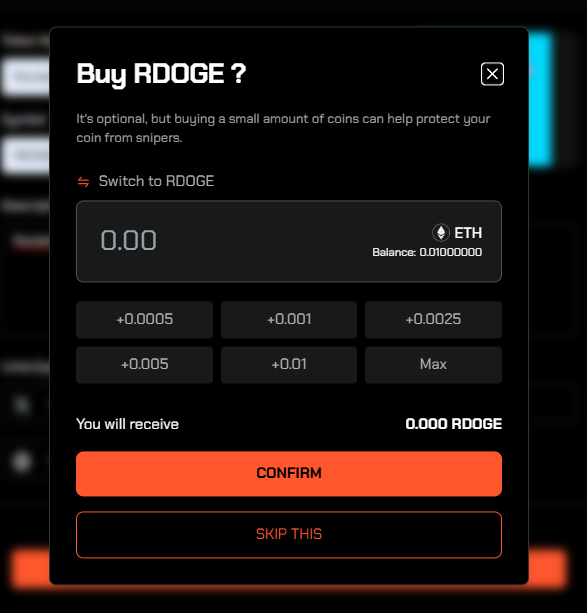 Buy RDOGE ?
It's optional, but buying a small amount of coins can help protect your
coin from snipers.
Switch to RDOGE
0.00
ETH
Balance: 0.01000000
+0.0005
+0.001
+0.0025
+0.005
+0.01
Max
You will receive
0.000 RDOGE
CONFIRM
SKIP THIS